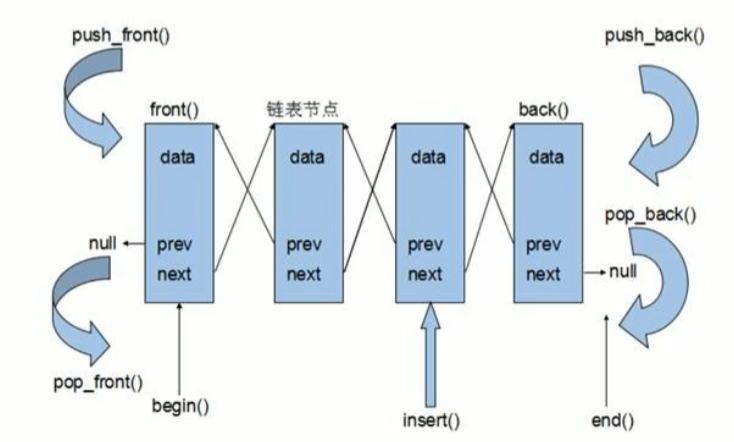 push_front()
push_back()
front()
链表节点
back()
data
data
data
data
pop_back()
null
prev
prev
prev
prev
next
next
next
next
null
pop_front()
begin()
insert()
end()